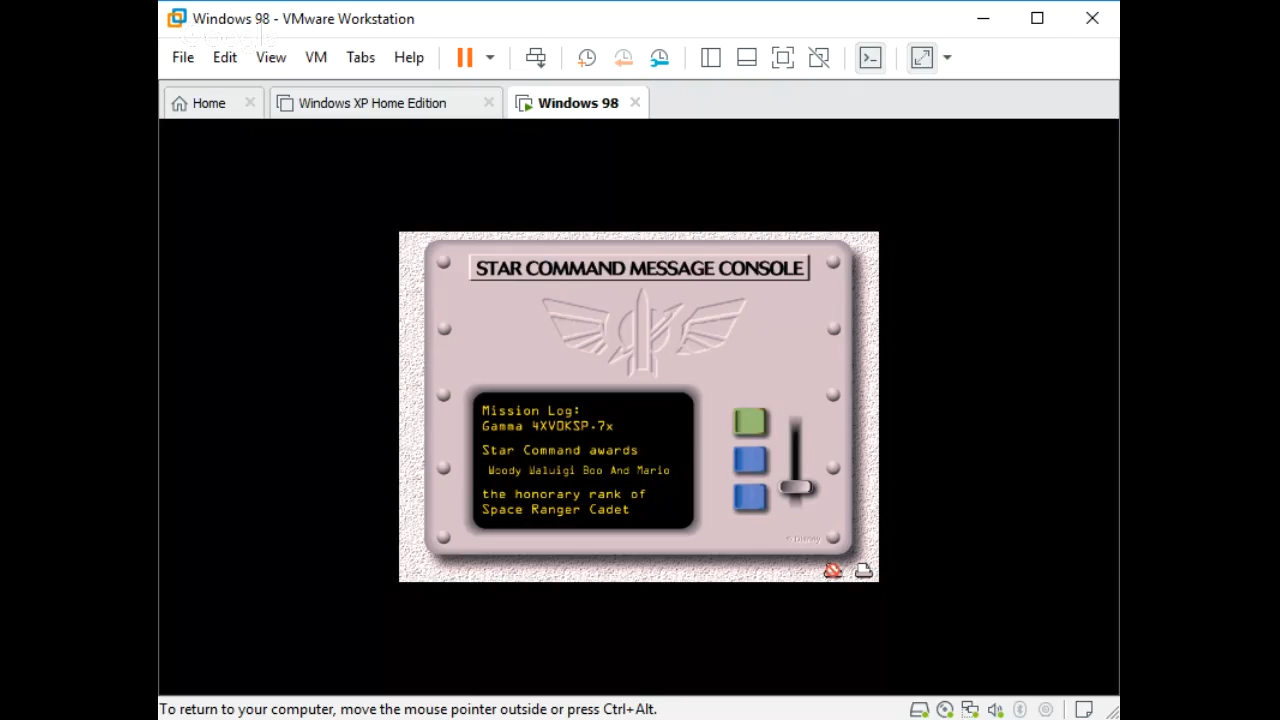 Windows 98 - VMware Workstation
File Edit View VM Tabs Help
Home Windows XP Home Edition Windows 98
STAR COMMAND MESSAGE CONSOLE
Mission Log:
Gamma 4XVDKSP.7x
Star Command awards
Woody Waluigi Boo And Mario
the honorary rank of
Space Ranger Cadet
© Disney
To return to your computer, move the mouse pointer outside or press Ctrl+Alt.